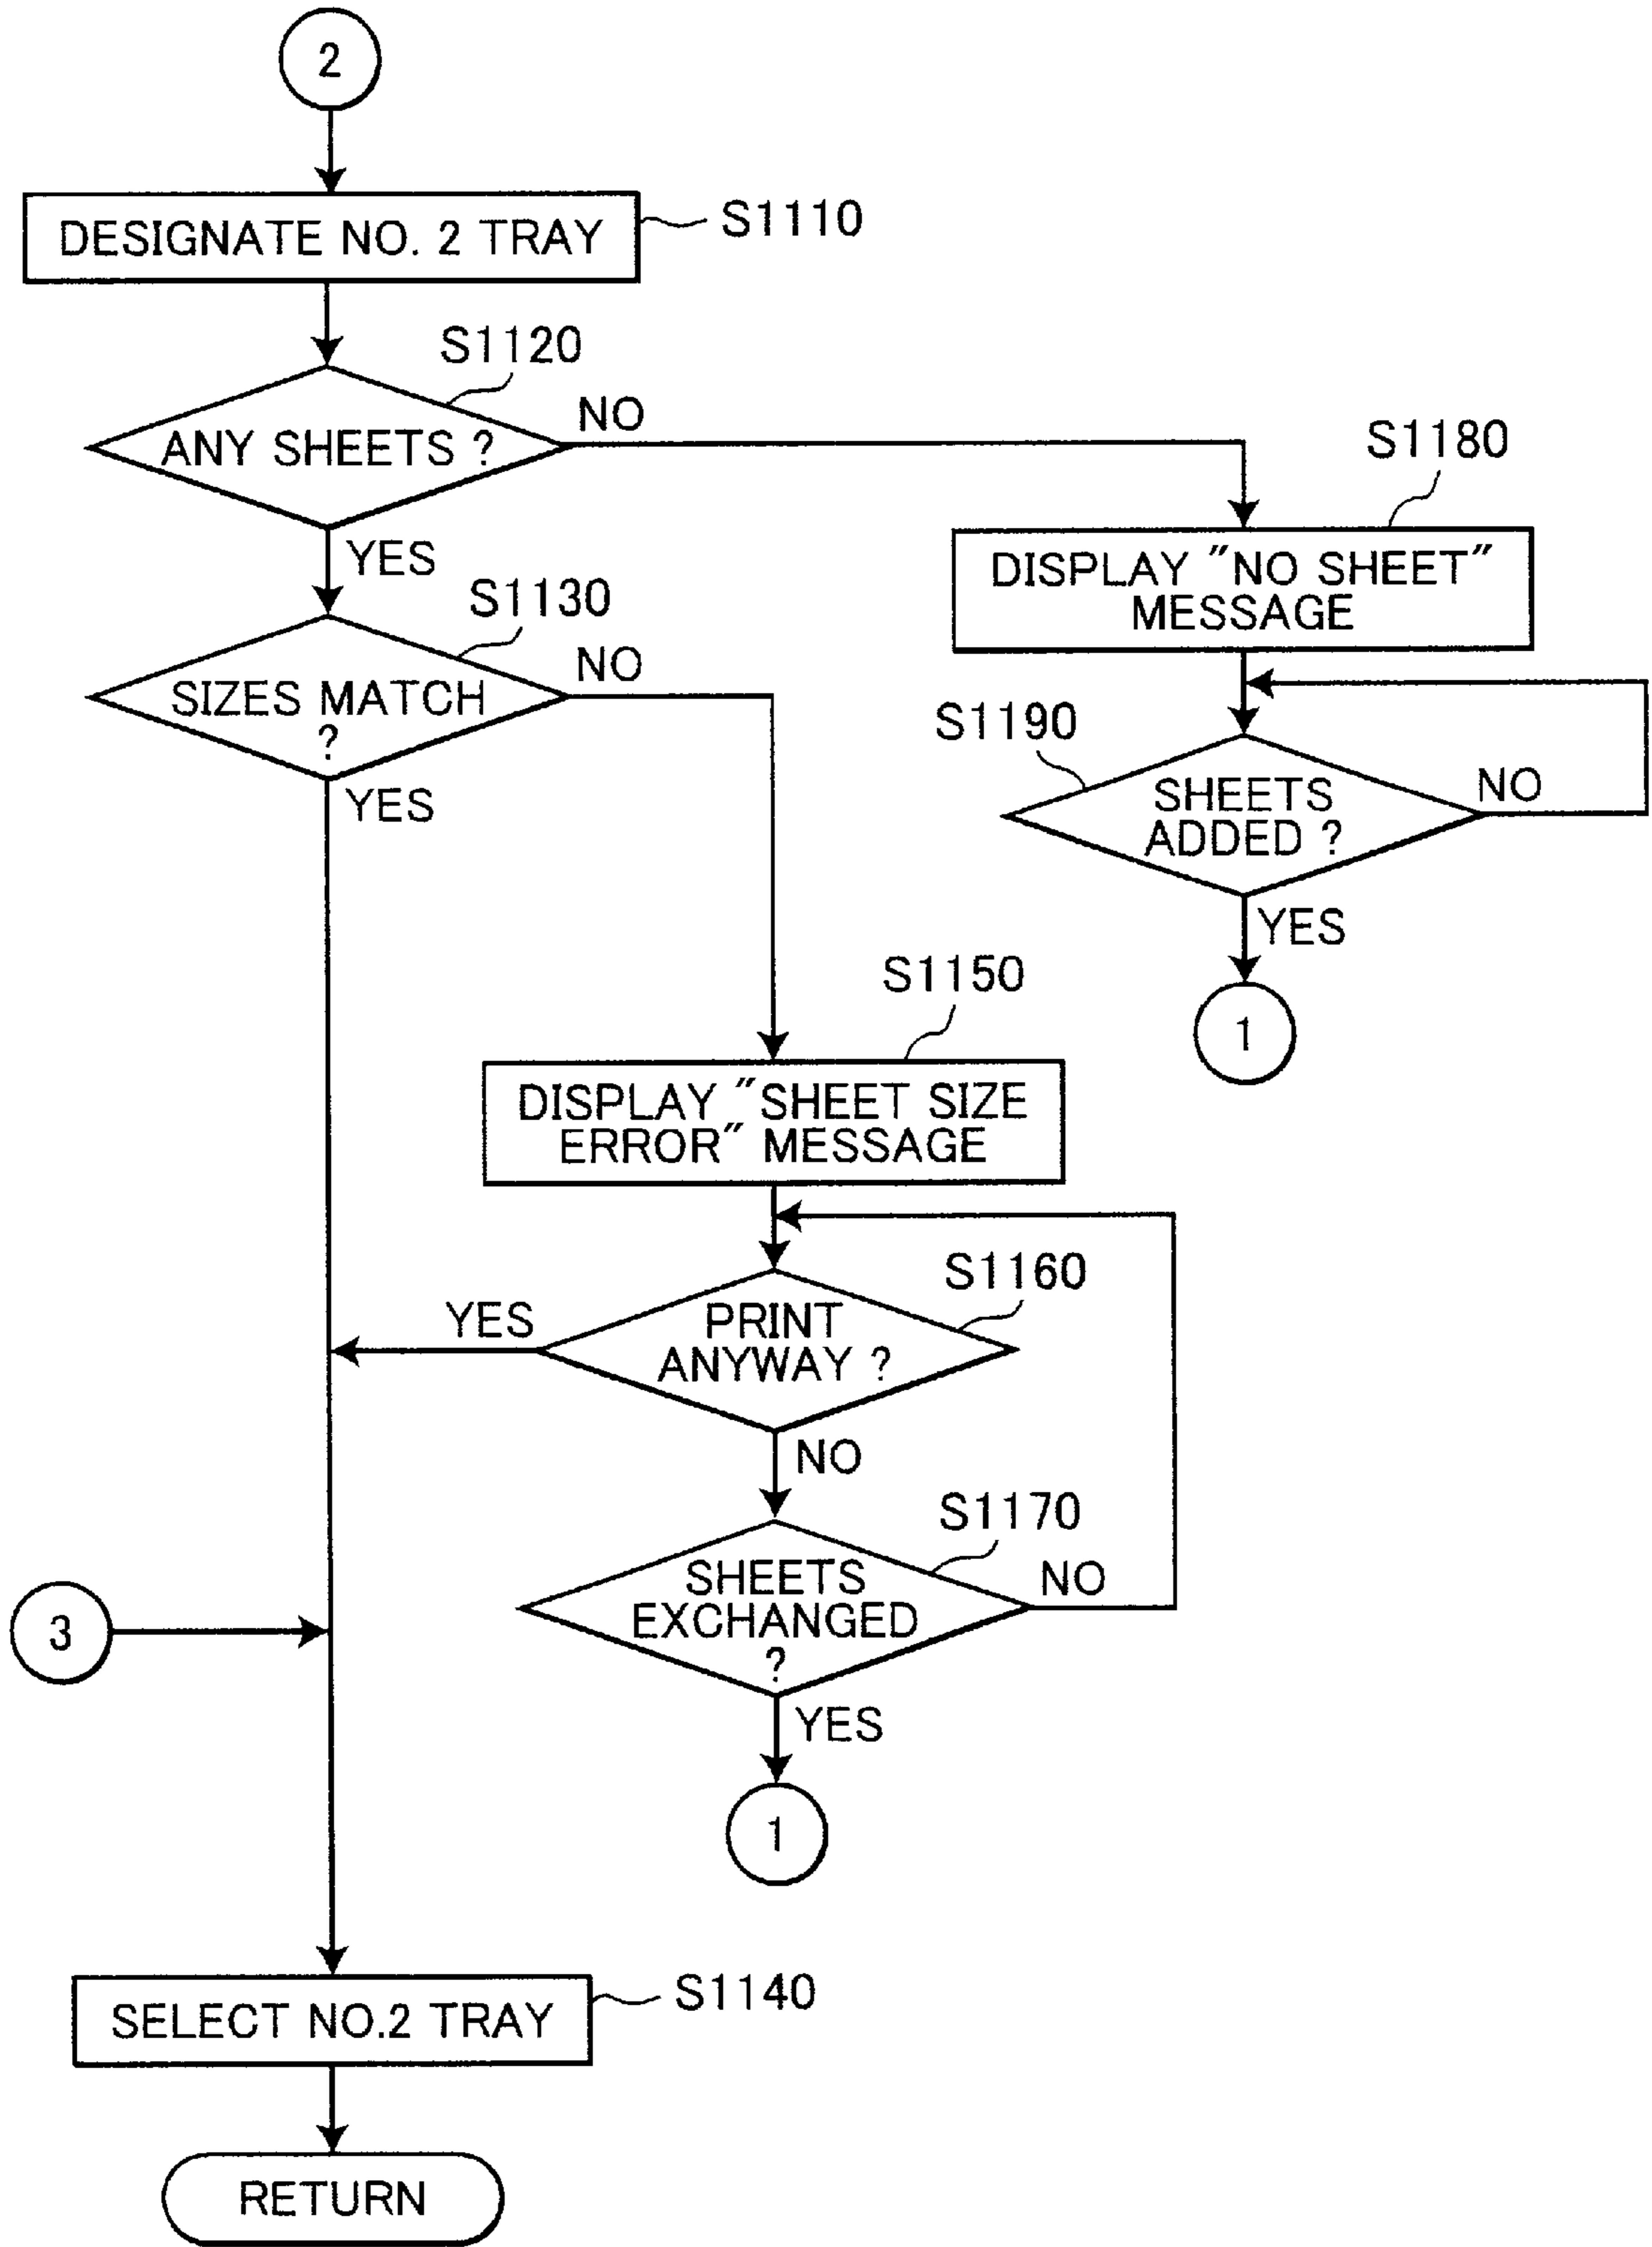 2
DESIGNATE NO. 2 TRAY
S1110
S1120
ANY SHEETS ?
NO
YES
S1180
DISPLAY "NO SHEET"
MESSAGE
S1130
SIZES MATCH
?
NO
YES
S1190
SHEETS
ADDED ?
NO
YES
1
S1150
DISPLAY "SHEET SIZE
ERROR" MESSAGE
S1160
PRINT
ANYWAY ?
YES
NO
S1170
SHEETS
EXCHANGED
?
NO
YES
1
3
SELECT NO.2 TRAY
S1140
RETURN